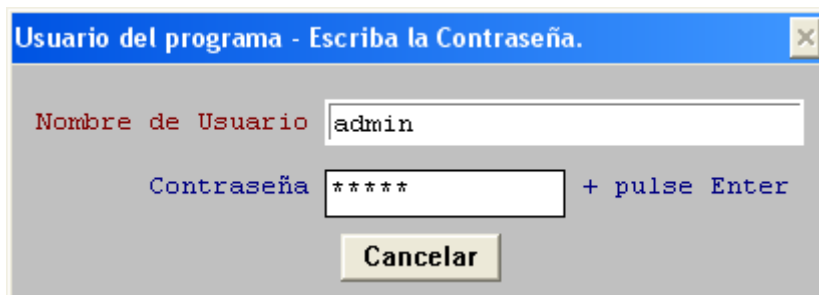 Usuario del programa - Escriba la Contraseña.
Nombre de Usuario admin
Contraseña ***** + pulse Enter
Cancelar